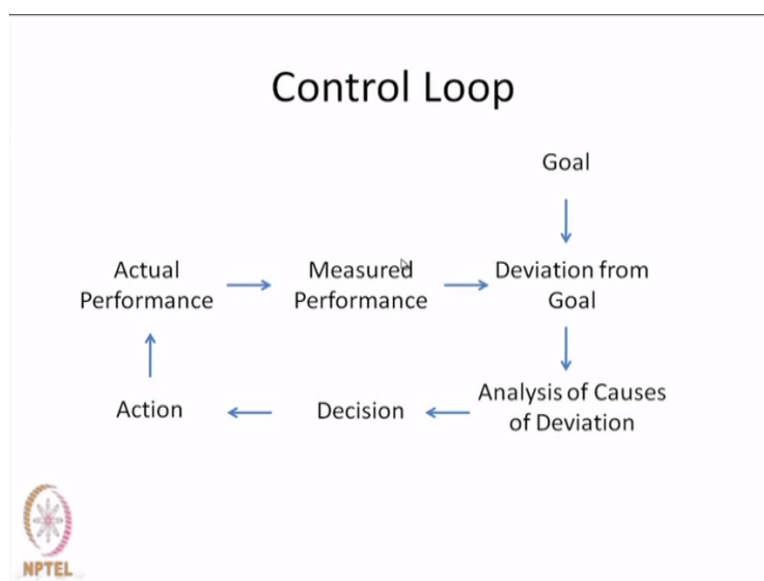 Control Loop
Goal
Actual
Performance
Measured
Performance
Deviation from
Goal
Action
Decision
Analysis of Causes
of Deviation
NPTEL